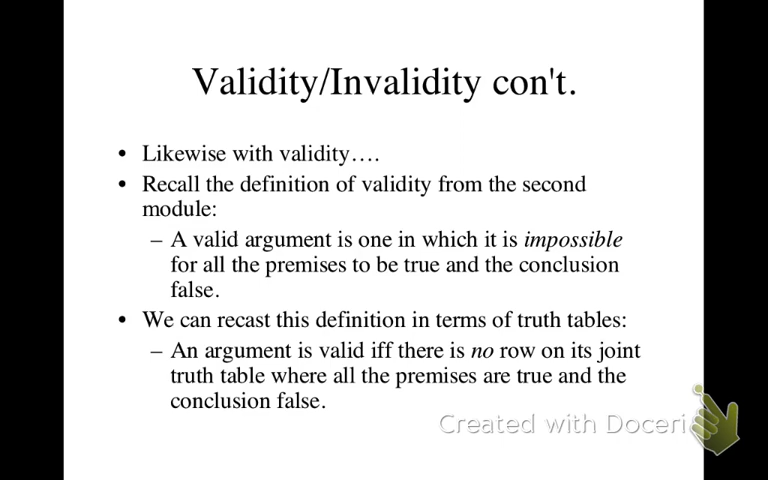 Validity/Invalidity con't.
• Likewise with validity….
• Recall the definition of validity from the second
module:
– A valid argument is one in which it is impossible
for all the premises to be true and the conclusion
false.
• We can recast this definition in terms of truth tables:
– An argument is valid iff there is no row on its joint
truth table where all the premises are true and the
conclusion false.
Created with Doceri